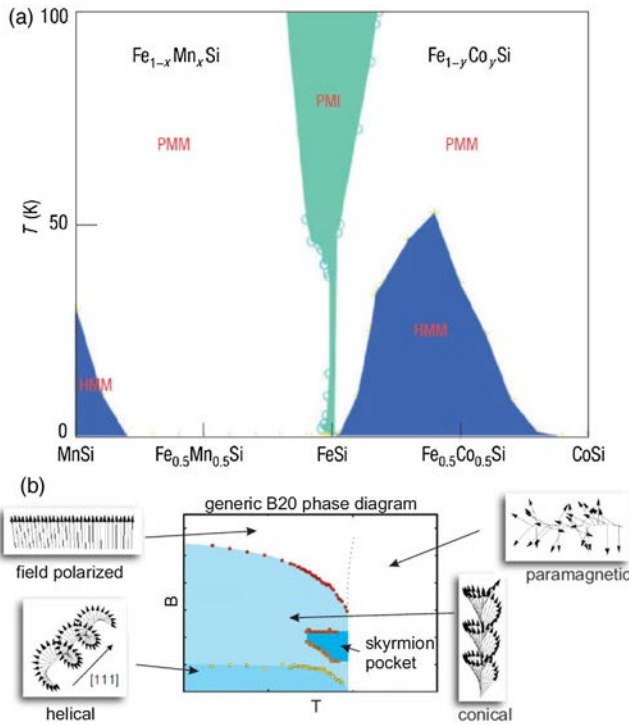 (a)
100
Fe1−xMnxSi
Fe1−yCoySi
PMI
PMM
PMM
T (K)
50
HMM
HMM
0
MnSi
Fe0.5Mn0.5Si
FeSi
Fe0.5Co0.5Si
CoSi
(b)
generic B20 phase diagram
field polarized
paramagnetic
B
skyrmion
pocket
[111]
helical
T
conical